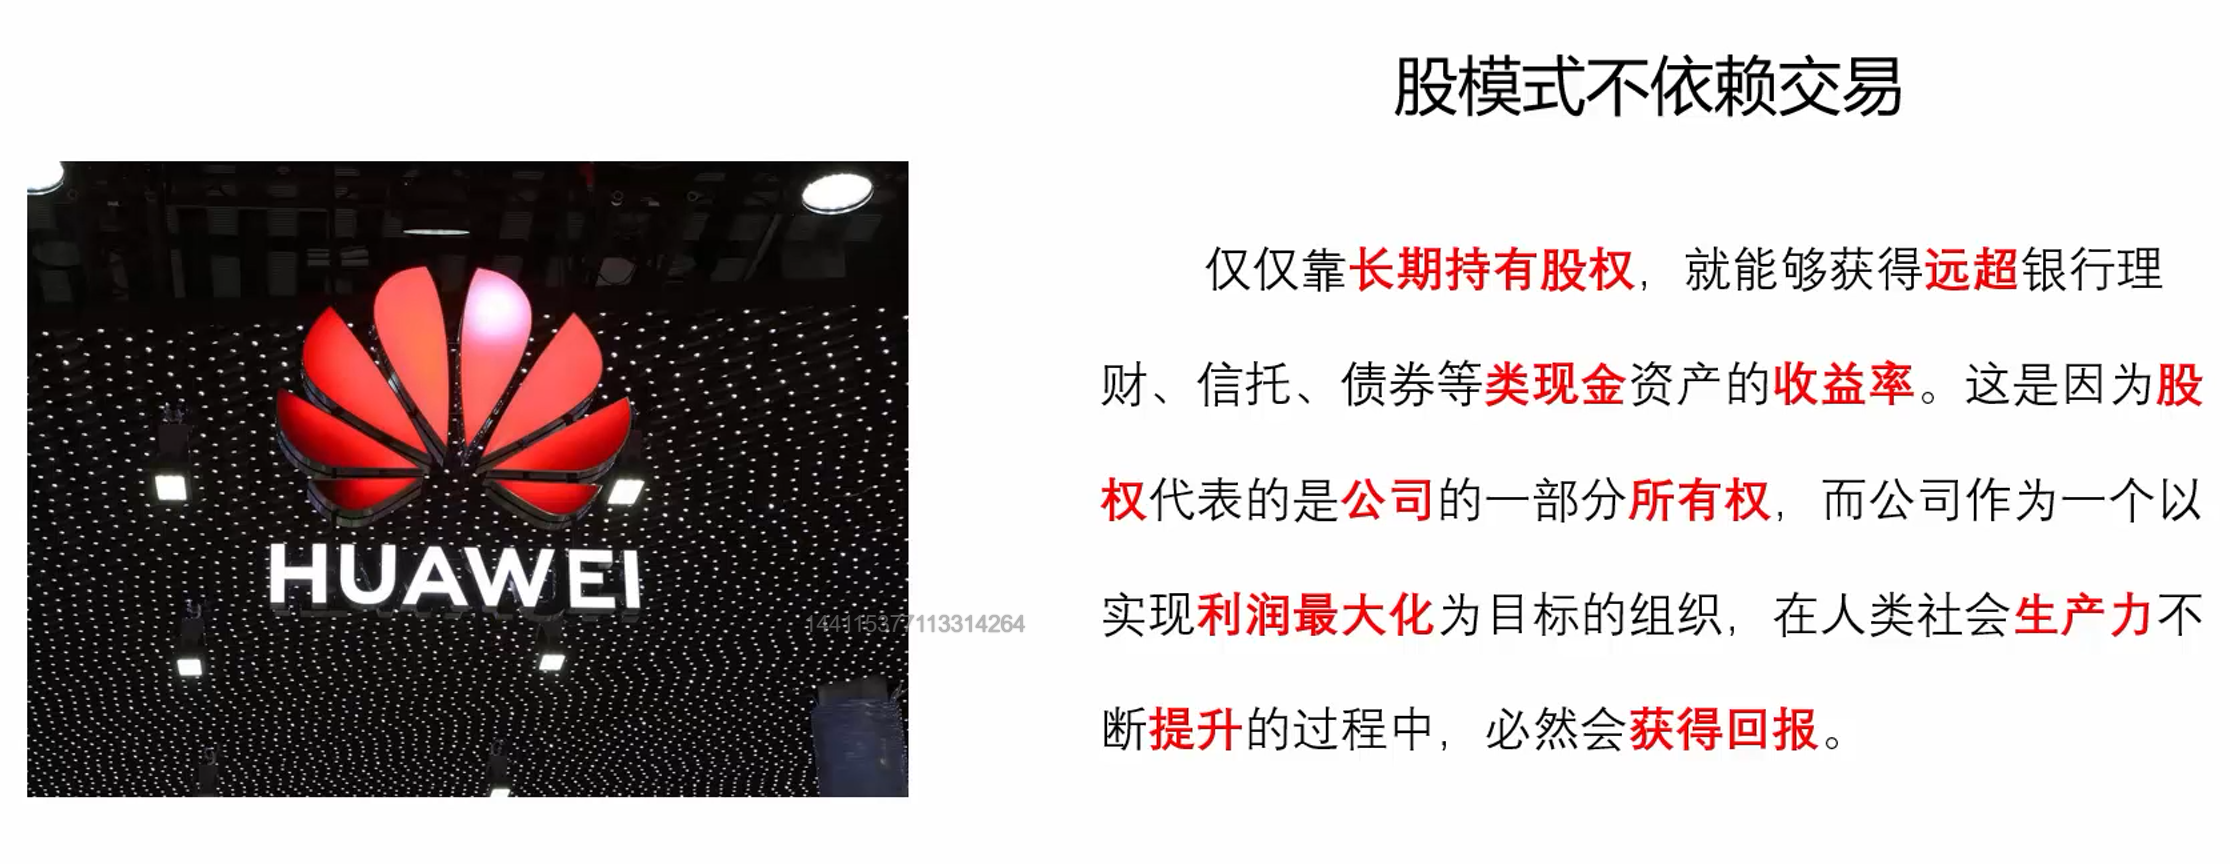 股模式不依赖交易
HUAWEI
144115377113314264
仅仅靠长期持有股权，就能够获得远超银行理
财、信托、债券等类现金资产的收益率。这是因为股
权代表的是公司的一部分所有权，而公司作为一个以
实现利润最大化为目标的组织，在人类社会生产力不
断提升的过程中，必然会获得回报。